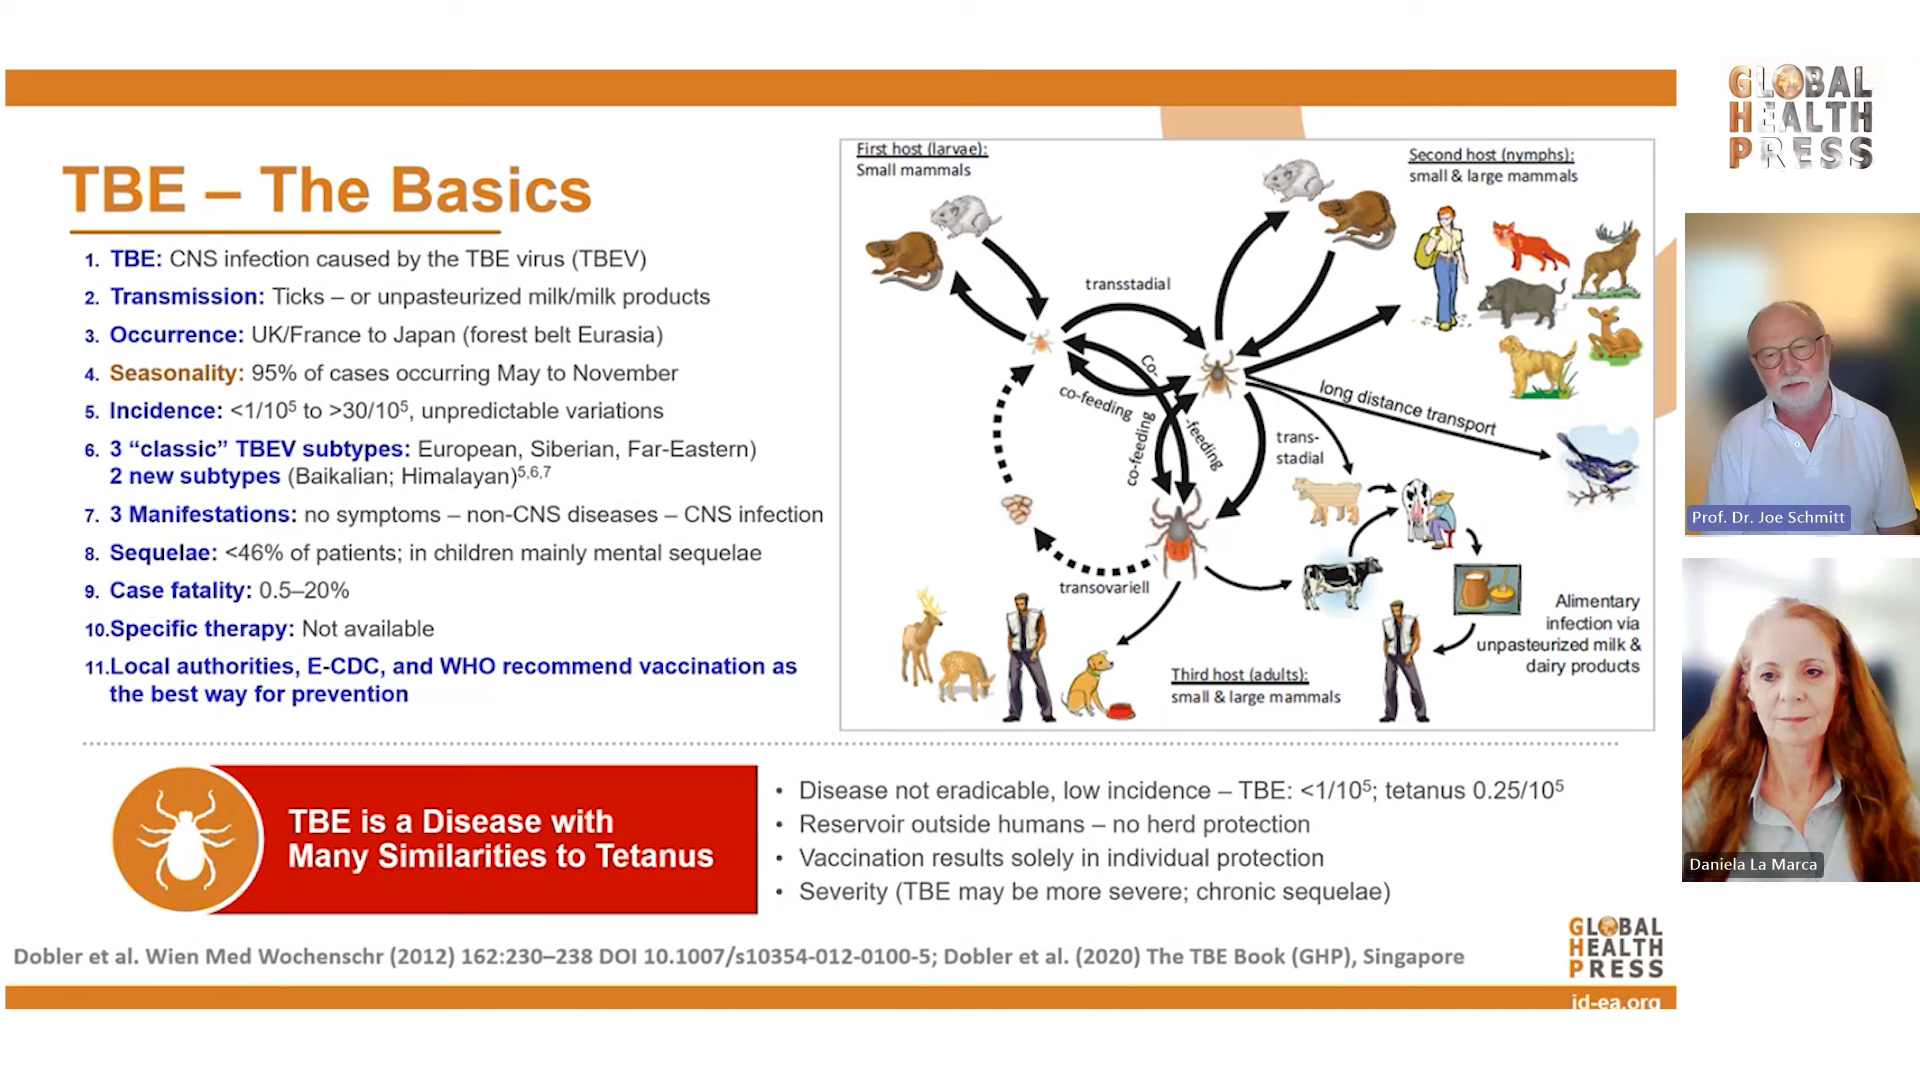 GLOBAL
HEALTH
PRESS
TBE – The Basics
1. TBE: CNS infection caused by the TBE virus (TBEV)
2. Transmission: Ticks – or unpasteurized milk/milk products
3. Occurrence: UK/France to Japan (forest belt Eurasia)
4. Seasonality: 95% of cases occurring May to November
5. Incidence: <1/10⁵ to >30/10⁵, unpredictable variations
6. 3 “classic” TBEV subtypes: European, Siberian, Far-Eastern)
2 new subtypes (Baikalian; Himalayan)⁵,⁶,⁷
7. 3 Manifestations: no symptoms – non-CNS diseases – CNS infection
8. Sequelae: <46% of patients; in children mainly mental sequelae
9. Case fatality: 0.5–20%
10.Specific therapy: Not available
11.Local authorities, E-CDC, and WHO recommend vaccination as
the best way for prevention
First host (larvae):
Small mammals
Second host (nymphs):
small & large mammals
transstadial
Co-
-feeding
co-feeding
co-feeding
long distance transport
trans-
stadial
transovariell
Third host (adults):
small & large mammals
Alimentary
infection via
unpasteurized milk &
dairy products
TBE is a Disease with
Many Similarities to Tetanus
• Disease not eradicable, low incidence – TBE: <1/10⁵; tetanus 0.25/10⁵
• Reservoir outside humans – no herd protection
• Vaccination results solely in individual protection
• Severity (TBE may be more severe; chronic sequelae)
Dobler et al. Wien Med Wochenschr (2012) 162:230–238 DOI 10.1007/s10354-012-0100-5; Dobler et al. (2020) The TBE Book (GHP), Singapore
GLOBAL
HEALTH
PRESS
id-ea.org
Prof. Dr. Joe Schmitt
Daniela La Marca